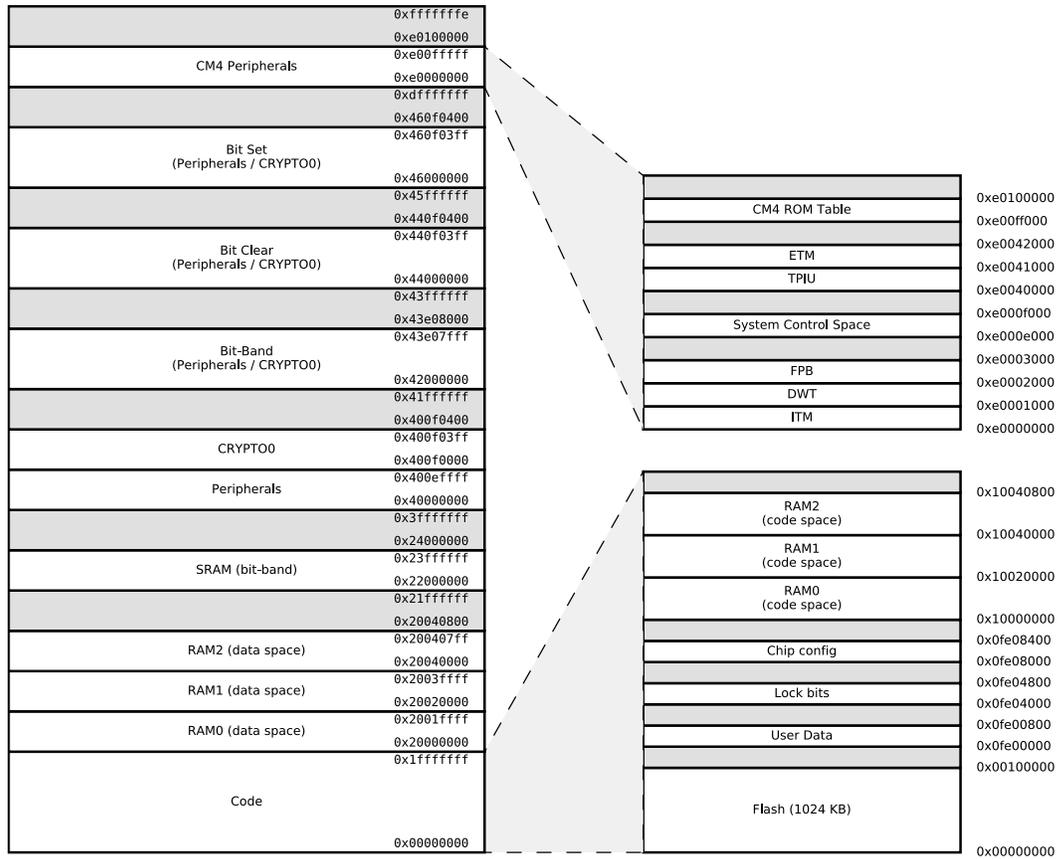 0xfffffffe
0xe0100000
0xe00fffff
CM4 Peripherals
0xe0000000
0xdfffffff
0x460f0400
0x460f03ff
Bit Set
(Peripherals / CRYPTO0)
0x46000000
0x45ffffff
0x440f0400
0x440f03ff
Bit Clear
(Peripherals / CRYPTO0)
0x44000000
0x43ffffff
0x43e08000
0x43e07fff
Bit-Band
(Peripherals / CRYPTO0)
0x42000000
0x41ffffff
0x400f0400
0x400f03ff
CRYPTO0
0x400f0000
0x400effff
Peripherals
0x40000000
0x3fffffff
0x24000000
0x23ffffff
SRAM (bit-band)
0x22000000
0x21ffffff
0x20040800
0x200407ff
RAM2 (data space)
0x20040000
0x2003ffff
RAM1 (data space)
0x20020000
0x2001ffff
RAM0 (data space)
0x20000000
0x1fffffff
Code
0x00000000
0xe0100000
CM4 ROM Table
0xe00ff000
0xe0042000
ETM
0xe0041000
TPIU
0xe0040000
0xe000f000
System Control Space
0xe000e000
0xe0003000
FPB
0xe0002000
DWT
0xe0001000
ITM
0xe0000000
0x10040800
RAM2
(code space)
0x10040000
RAM1
(code space)
0x10020000
RAM0
(code space)
0x10000000
0x0fe08400
Chip config
0x0fe08000
0x0fe04800
Lock bits
0x0fe04000
0x0fe00800
User Data
0x0fe00000
0x00100000
Flash (1024 KB)
0x00000000